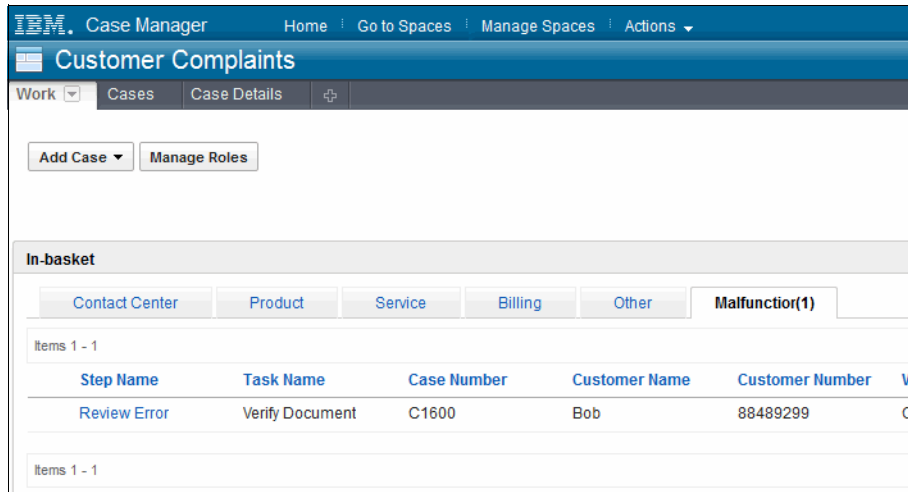 IBM. Case Manager Home Go to Spaces Manage Spaces Actions
Customer Complaints
Work Cases Case Details
Add Case Manage Roles
In-basket
Contact Center Product Service Billing Other Malfunctior(1)
Items 1 - 1
Step Name Task Name Case Number Customer Name Customer Number
Review Error Verify Document C1600 Bob 88489299
Items 1 - 1